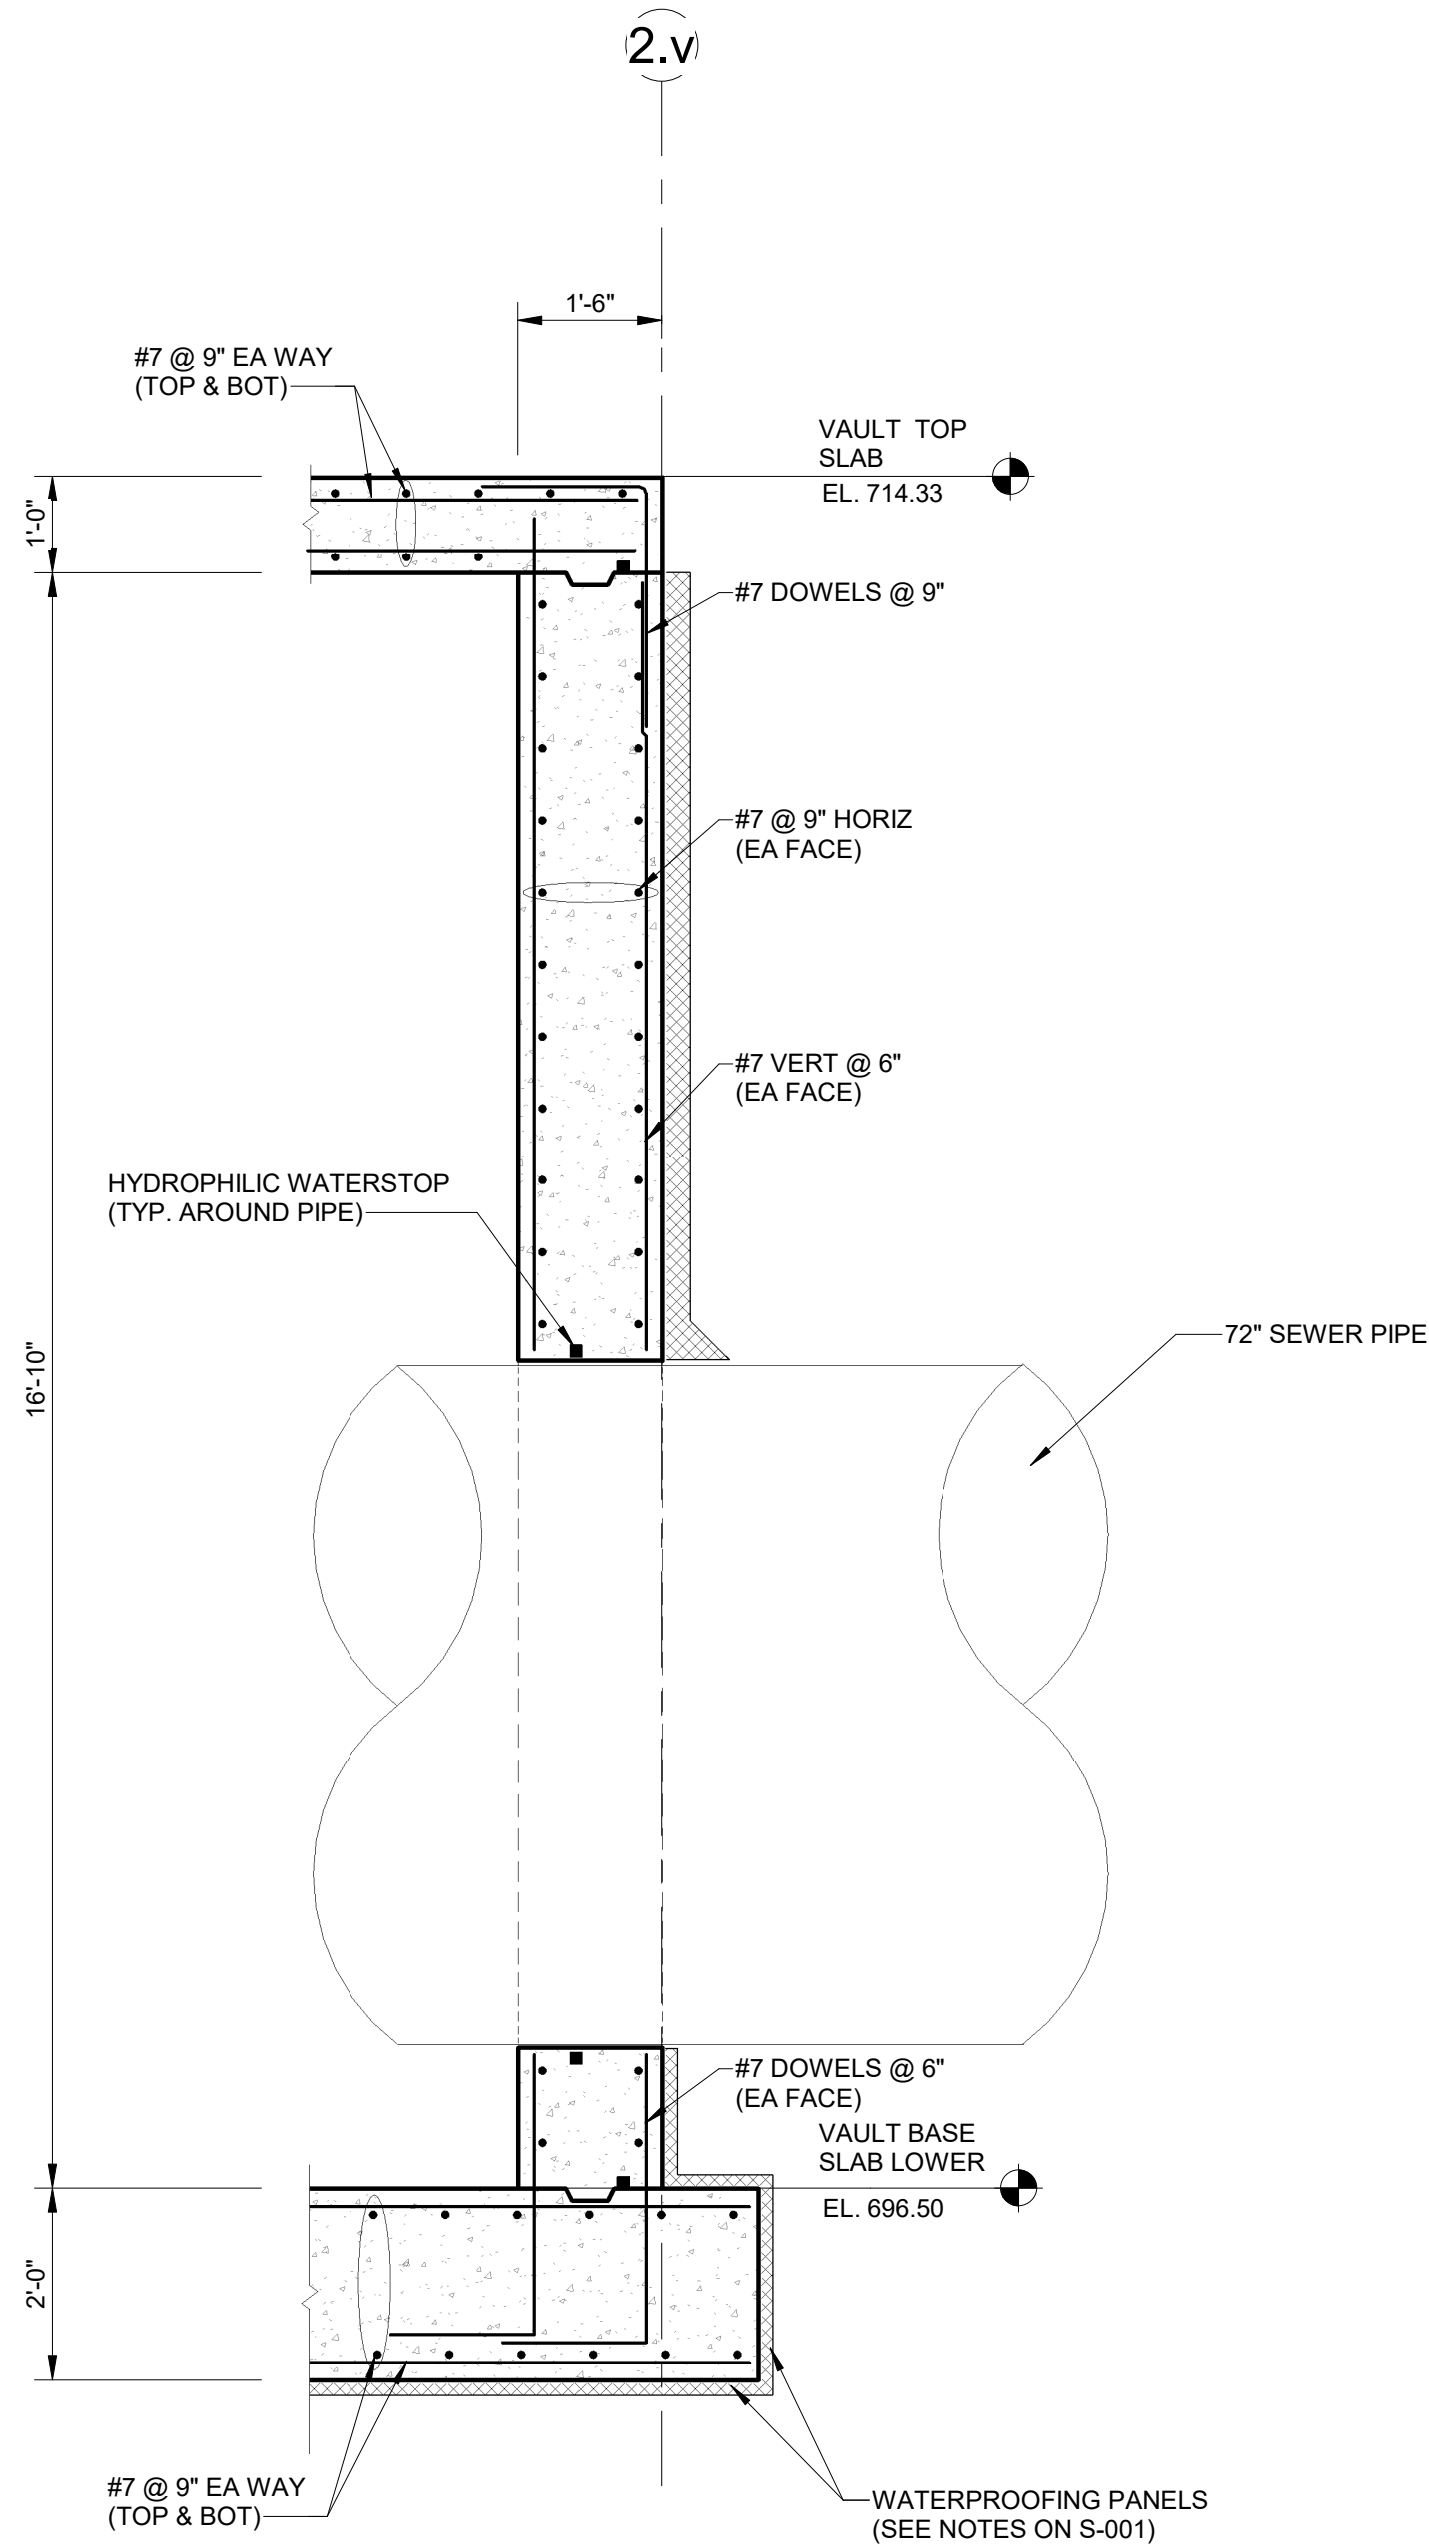 2.v
1'-6"
#7 @ 9" EA WAY
(TOP & BOT)
VAULT TOP
SLAB
EL. 714.33
1'-0"
#7 DOWELS @ 9"
#7 @ 9" HORIZ
(EA FACE)
#7 VERT @ 6"
(EA FACE)
HYDROPHILIC WATERSTOP
(TYP. AROUND PIPE)
72" SEWER PIPE
16'-10"
#7 DOWELS @ 6"
(EA FACE)
VAULT BASE
SLAB LOWER
EL. 696.50
2'-0"
#7 @ 9" EA WAY
(TOP & BOT)
WATERPROOFING PANELS
(SEE NOTES ON S-001)